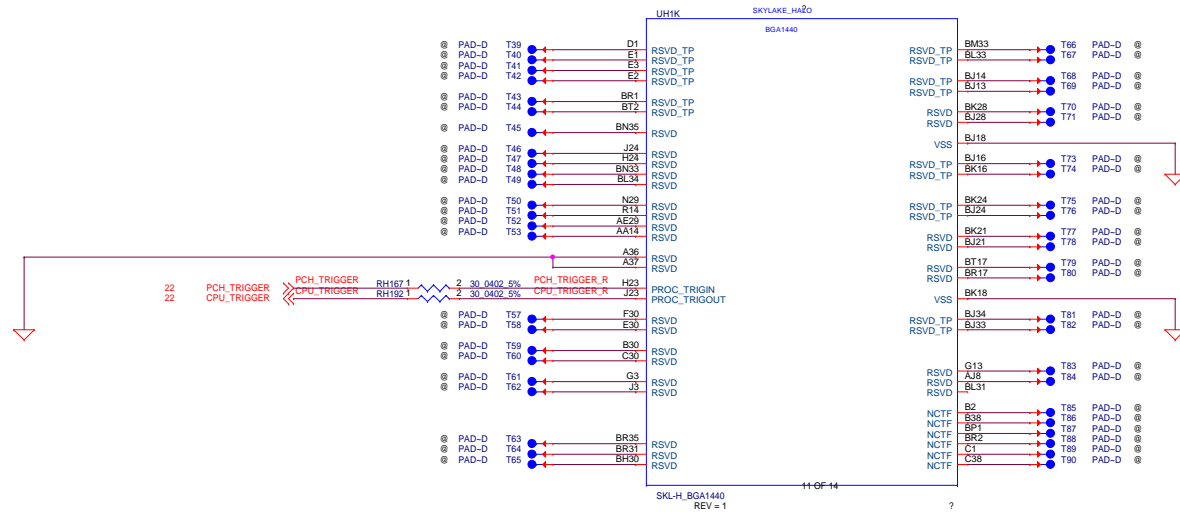 UH1K SKYLAKE_HALO ?
BGA1440
@ PAD~D T39 D1 RSVD_TP RSVD_TP BM33 T66 PAD~D @
@ PAD~D T40 E1 RSVD_TP RSVD_TP BL33 T67 PAD~D @
@ PAD~D T41 E3 RSVD_TP
@ PAD~D T42 E2 RSVD_TP RSVD_TP BJ14 T68 PAD~D @
RSVD_TP BJ13 T69 PAD~D @
@ PAD~D T43 BR1 RSVD_TP
@ PAD~D T44 BT2 RSVD_TP RSVD BK28 T70 PAD~D @
RSVD BJ28 T71 PAD~D @
@ PAD~D T45 BN35 RSVD
VSS BJ18
@ PAD~D T46 J24 RSVD
@ PAD~D T47 H24 RSVD RSVD_TP BJ16 T73 PAD~D @
@ PAD~D T48 BN33 RSVD RSVD_TP BK16 T74 PAD~D @
@ PAD~D T49 BL34 RSVD
@ PAD~D T50 N29 RSVD RSVD_TP BK24 T75 PAD~D @
@ PAD~D T51 R14 RSVD RSVD_TP BJ24 T76 PAD~D @
@ PAD~D T52 AE29 RSVD
@ PAD~D T53 AA14 RSVD RSVD BK21 T77 PAD~D @
RSVD BJ21 T78 PAD~D @
A36 RSVD
A37 RSVD RSVD BT17 T79 PAD~D @
RSVD BR17 T80 PAD~D @
22 PCH_TRIGGER PCH_TRIGGER RH167 1 2 30_0402_5% PCH_TRIGGER_R H23 PROC_TRIGIN
22 CPU_TRIGGER CPU_TRIGGER RH192 1 2 30_0402_5% CPU_TRIGGER_R J23 PROC_TRIGOUT VSS BK18
@ PAD~D T57 F30 RSVD RSVD_TP BJ34 T81 PAD~D @
@ PAD~D T58 E30 RSVD RSVD_TP BJ33 T82 PAD~D @
@ PAD~D T59 B30 RSVD
@ PAD~D T60 C30 RSVD
RSVD G13 T83 PAD~D @
@ PAD~D T61 G3 RSVD RSVD AJ8 T84 PAD~D @
@ PAD~D T62 J3 RSVD RSVD BL31
NCTF B2 T85 PAD~D @
NCTF B38 T86 PAD~D @
NCTF BP1 T87 PAD~D @
@ PAD~D T63 BR35 RSVD NCTF BR2 T88 PAD~D @
@ PAD~D T64 BR31 RSVD NCTF C1 T89 PAD~D @
@ PAD~D T65 BH30 RSVD NCTF C38 T90 PAD~D @
11 OF 14
SKL-H_BGA1440
REV = 1 ?